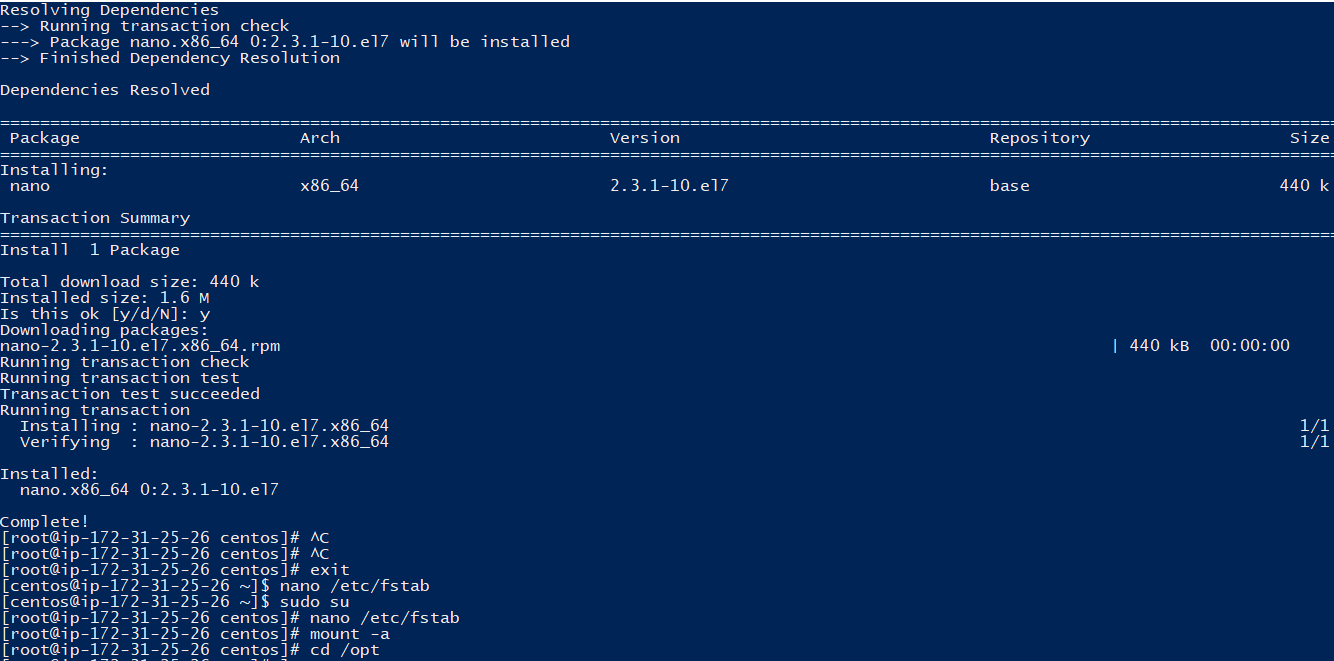 Resolving Dependencies
--> Running transaction check
---> Package nano.x86_64 0:2.3.1-10.el7 will be installed
--> Finished Dependency Resolution
Dependencies Resolved
================================================================================
Package Arch Version Repository Size
================================================================================
Installing:
nano x86_64 2.3.1-10.el7 base 440 k
Transaction Summary
================================================================================
Install 1 Package
Total download size: 440 k
Installed size: 1.6 M
Is this ok [y/d/N]: y
Downloading packages:
nano-2.3.1-10.el7.x86_64.rpm | 440 kB 00:00:00
Running transaction check
Running transaction test
Transaction test succeeded
Running transaction
Installing : nano-2.3.1-10.el7.x86_64 1/1
Verifying : nano-2.3.1-10.el7.x86_64 1/1
Installed:
nano.x86_64 0:2.3.1-10.el7
Complete!
[root@ip-172-31-25-26 centos]# ^C
[root@ip-172-31-25-26 centos]# ^C
[root@ip-172-31-25-26 centos]# exit
[centos@ip-172-31-25-26 ~]$ nano /etc/fstab
[centos@ip-172-31-25-26 ~]$ sudo su
[root@ip-172-31-25-26 centos]# nano /etc/fstab
[root@ip-172-31-25-26 centos]# mount -a
[root@ip-172-31-25-26 centos]# cd /opt